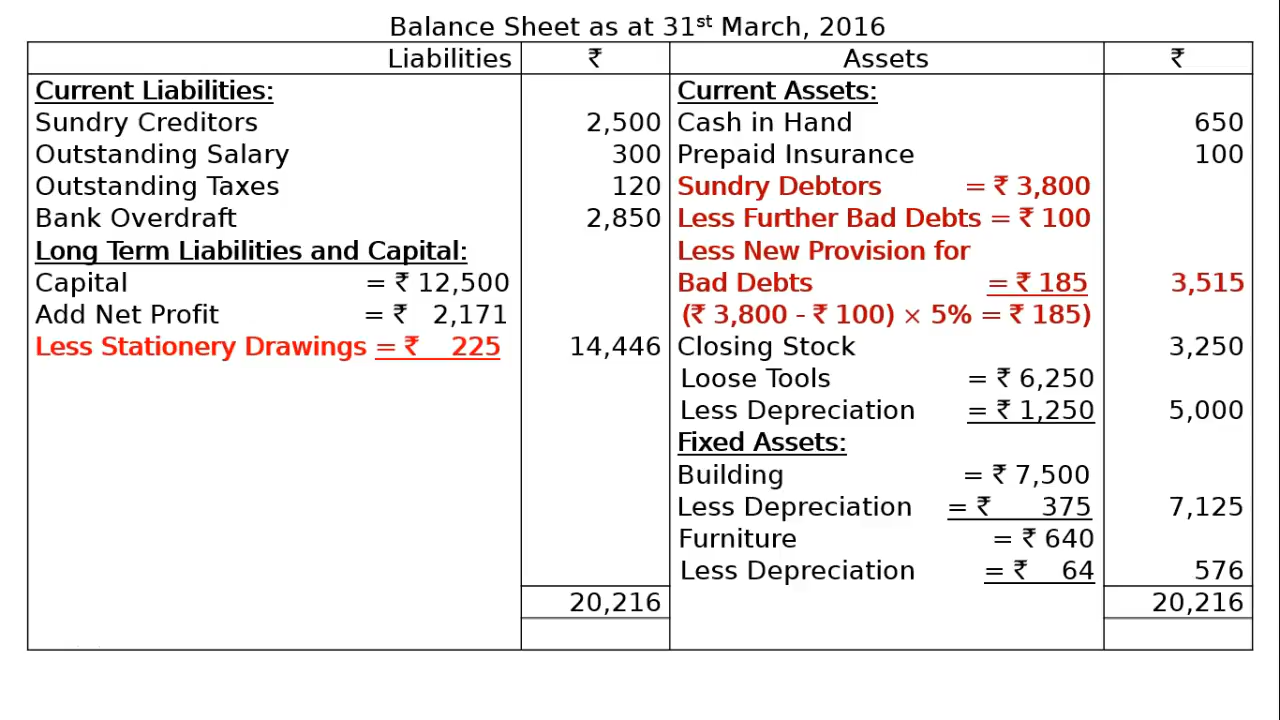 Balance Sheet as at 31st March, 2016
Liabilities ₹ Assets ₹
Current Liabilities: Current Assets:
Sundry Creditors 2,500 Cash in Hand 650
Outstanding Salary 300 Prepaid Insurance 100
Outstanding Taxes 120 Sundry Debtors = ₹ 3,800
Bank Overdraft 2,850 Less Further Bad Debts = ₹ 100
Long Term Liabilities and Capital: Less New Provision for
Capital = ₹ 12,500 Bad Debts = ₹ 185 3,515
Add Net Profit = ₹ 2,171 (₹ 3,800 - ₹ 100) × 5% = ₹ 185)
Less Stationery Drawings = ₹ 225 14,446 Closing Stock 3,250
Loose Tools = ₹ 6,250
Less Depreciation = ₹ 1,250 5,000
Fixed Assets:
Building = ₹ 7,500
Less Depreciation = ₹ 375 7,125
Furniture = ₹ 640
Less Depreciation = ₹ 64 576
20,216 20,216